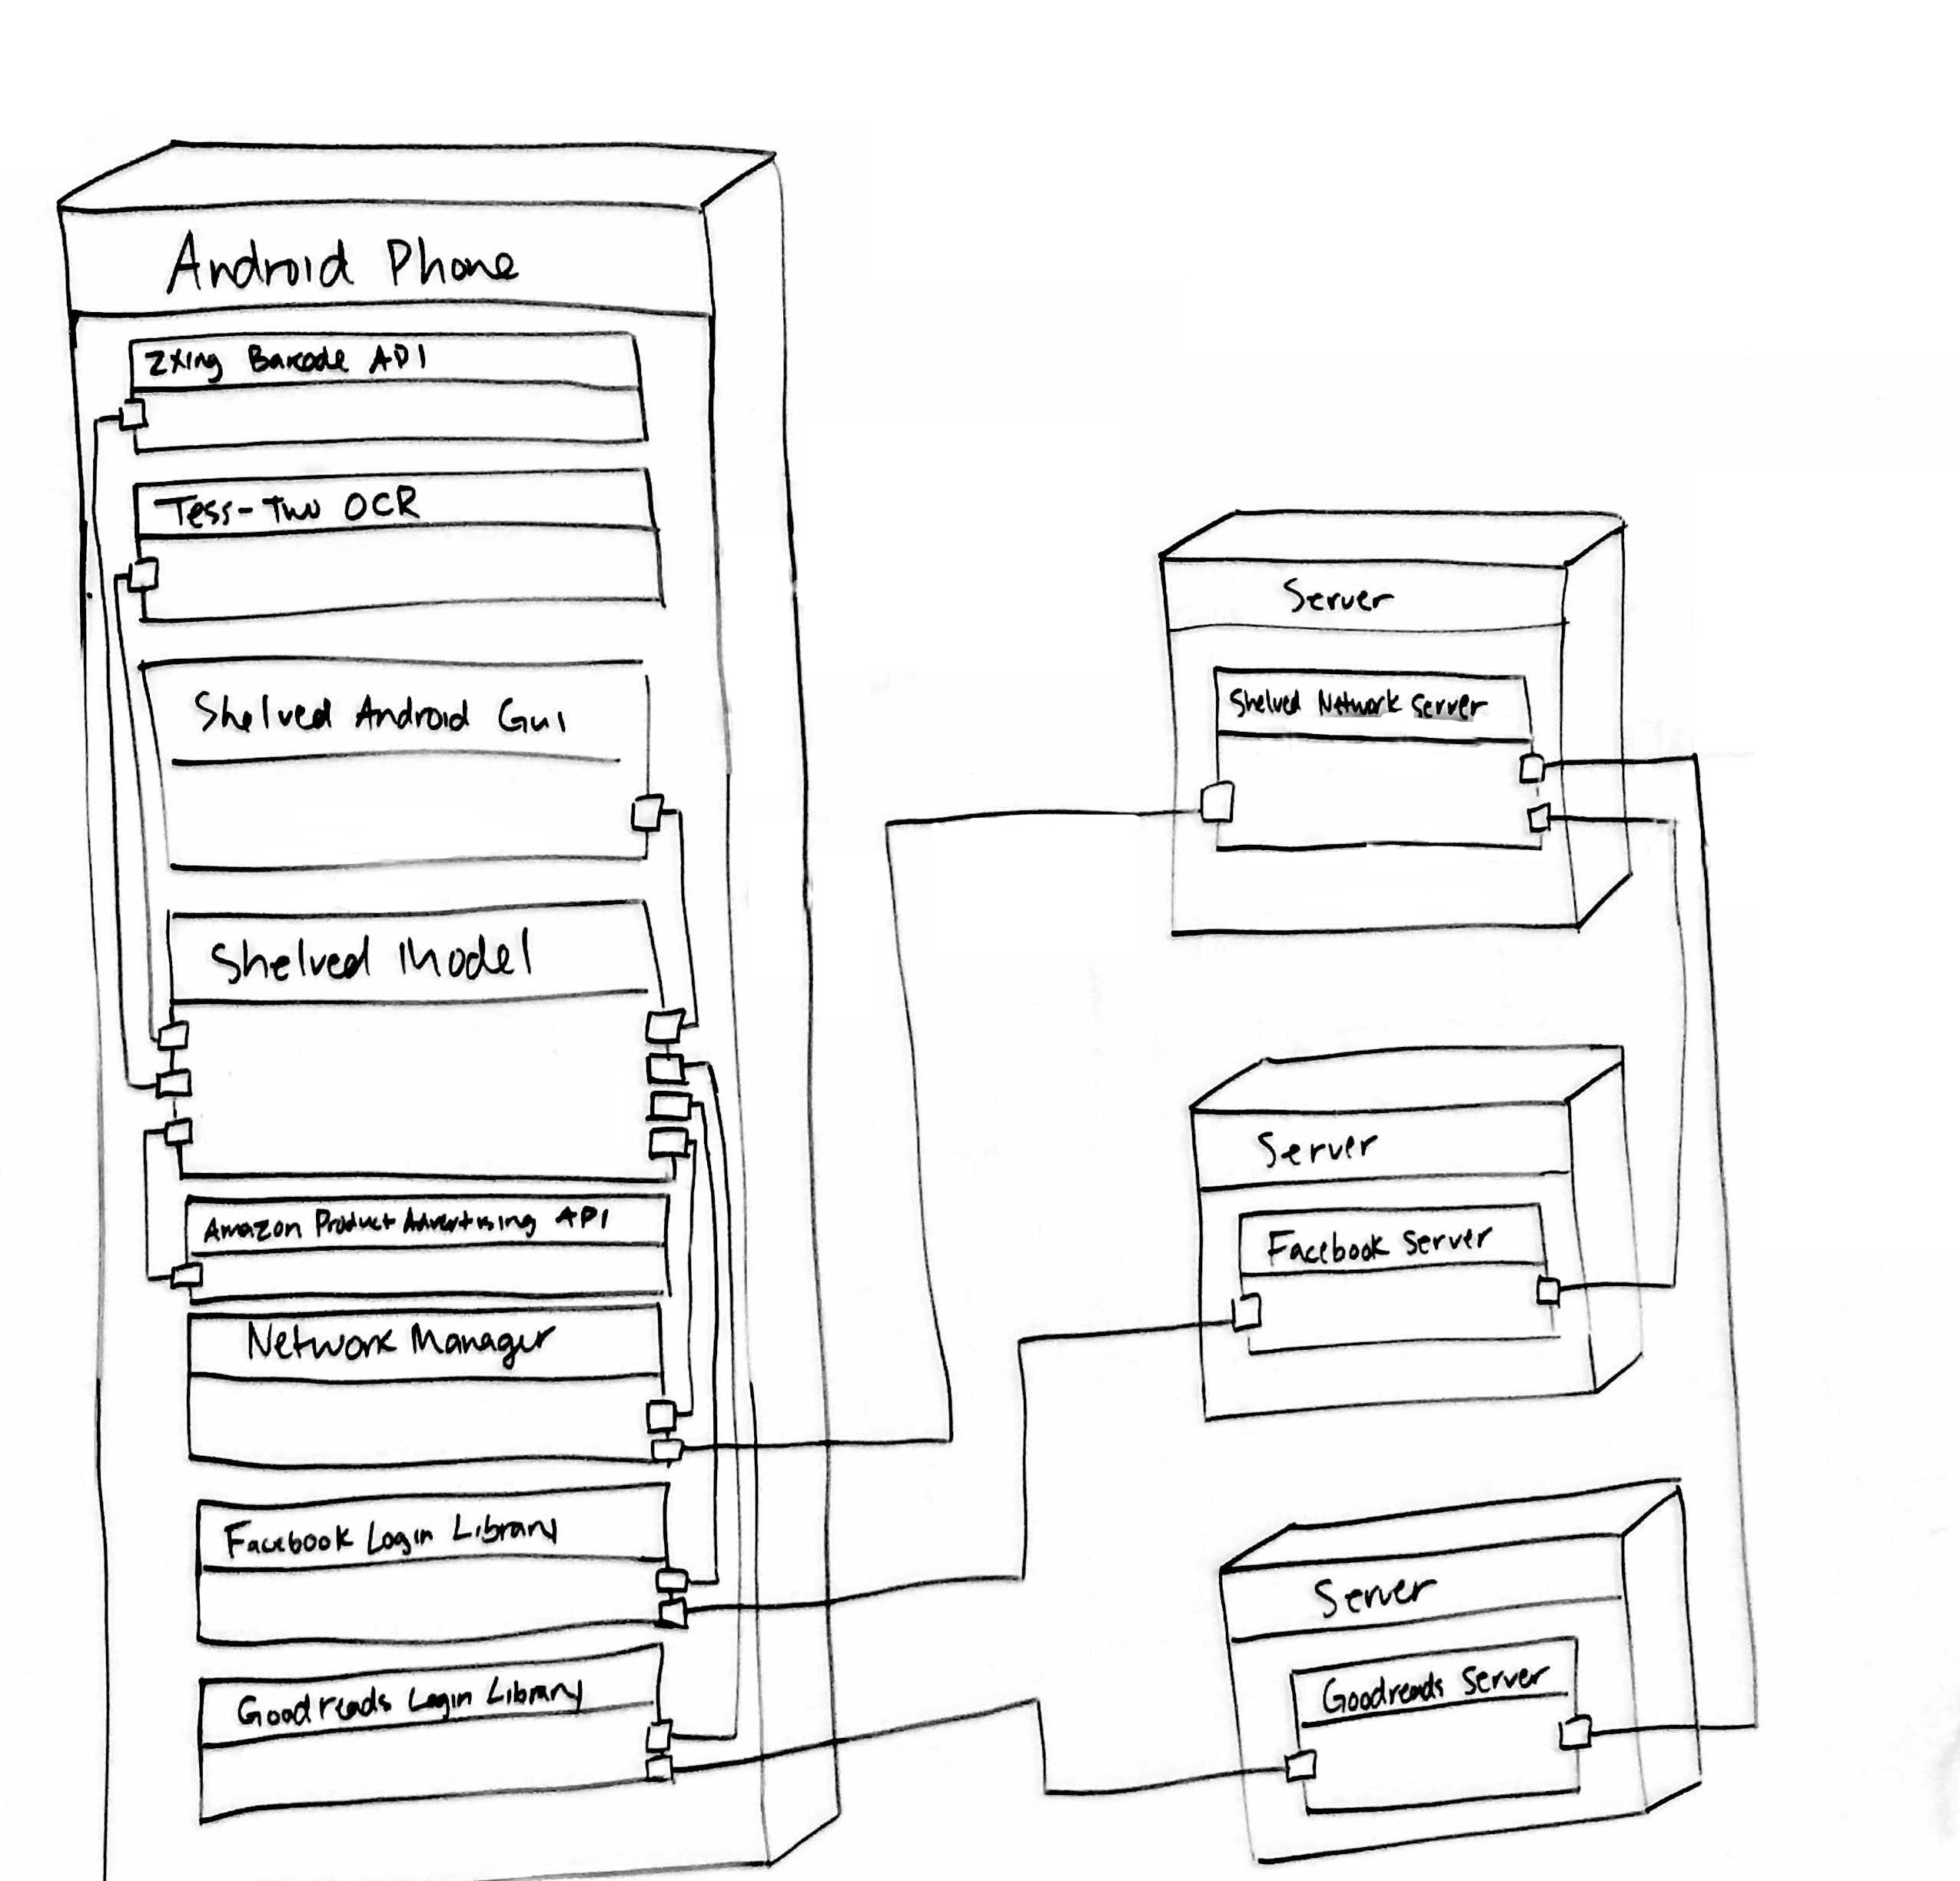 Android Phone
ZXing Barcode API
Tess-Two OCR
Shelved Android Gui
Shelved Model
Amazon Product Advertising API
Network Manager
Facebook Login Library
Goodreads Login Library
Server
Shelved Network Server
Server
Facebook Server
Server
Goodreads Server